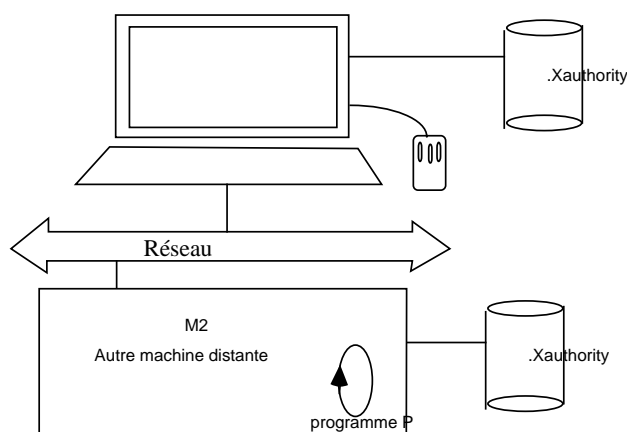 .Xauthority
Réseau
M2
Autre machine distante
.Xauthority
programme P